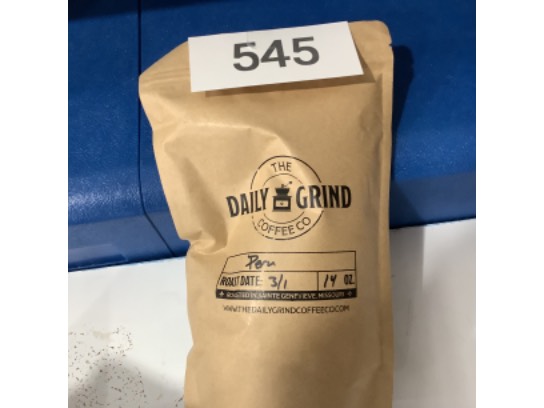 545
THE
DAILY GRIND
COFFEE CO
Peru
ROAST DATE: 3/1 14 OZ
ROASTED IN SAINTE GENEVIEVE, MISSOURI
WWW.THEDAILYGRINDCOFFEECO.COM